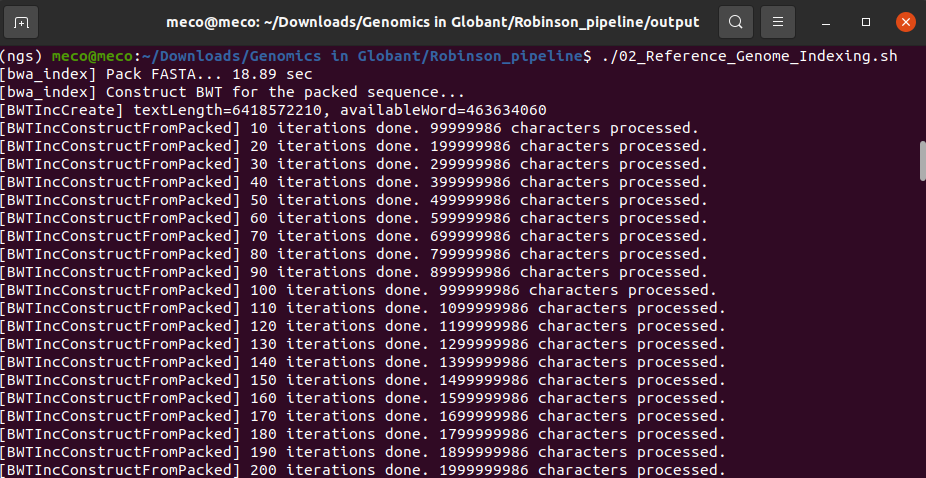 meco@meco: ~/Downloads/Genomics in Globant/Robinson_pipeline/output
(ngs) meco@meco:~/Downloads/Genomics in Globant/Robinson_pipeline$ ./02_Reference_Genome_Indexing.sh
[bwa_index] Pack FASTA... 18.89 sec
[bwa_index] Construct BWT for the packed sequence...
[BWTIncCreate] textLength=6418572210, availableWord=463634060
[BWTIncConstructFromPacked] 10 iterations done. 99999986 characters processed.
[BWTIncConstructFromPacked] 20 iterations done. 199999986 characters processed.
[BWTIncConstructFromPacked] 30 iterations done. 299999986 characters processed.
[BWTIncConstructFromPacked] 40 iterations done. 399999986 characters processed.
[BWTIncConstructFromPacked] 50 iterations done. 499999986 characters processed.
[BWTIncConstructFromPacked] 60 iterations done. 599999986 characters processed.
[BWTIncConstructFromPacked] 70 iterations done. 699999986 characters processed.
[BWTIncConstructFromPacked] 80 iterations done. 799999986 characters processed.
[BWTIncConstructFromPacked] 90 iterations done. 899999986 characters processed.
[BWTIncConstructFromPacked] 100 iterations done. 999999986 characters processed.
[BWTIncConstructFromPacked] 110 iterations done. 1099999986 characters processed.
[BWTIncConstructFromPacked] 120 iterations done. 1199999986 characters processed.
[BWTIncConstructFromPacked] 130 iterations done. 1299999986 characters processed.
[BWTIncConstructFromPacked] 140 iterations done. 1399999986 characters processed.
[BWTIncConstructFromPacked] 150 iterations done. 1499999986 characters processed.
[BWTIncConstructFromPacked] 160 iterations done. 1599999986 characters processed.
[BWTIncConstructFromPacked] 170 iterations done. 1699999986 characters processed.
[BWTIncConstructFromPacked] 180 iterations done. 1799999986 characters processed.
[BWTIncConstructFromPacked] 190 iterations done. 1899999986 characters processed.
[BWTIncConstructFromPacked] 200 iterations done. 1999999986 characters processed.